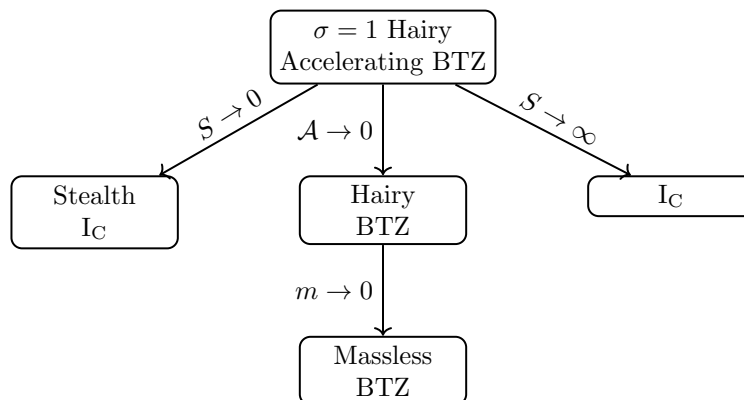 σ = 1 Hairy
Accelerating BTZ
S → 0
𝒜 → 0
S → ∞
Stealth
I_C
Hairy
BTZ
I_C
m → 0
Massless
BTZ